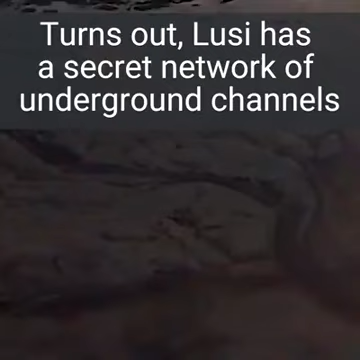 Turns out, Lusi has
a secret network of
underground channels